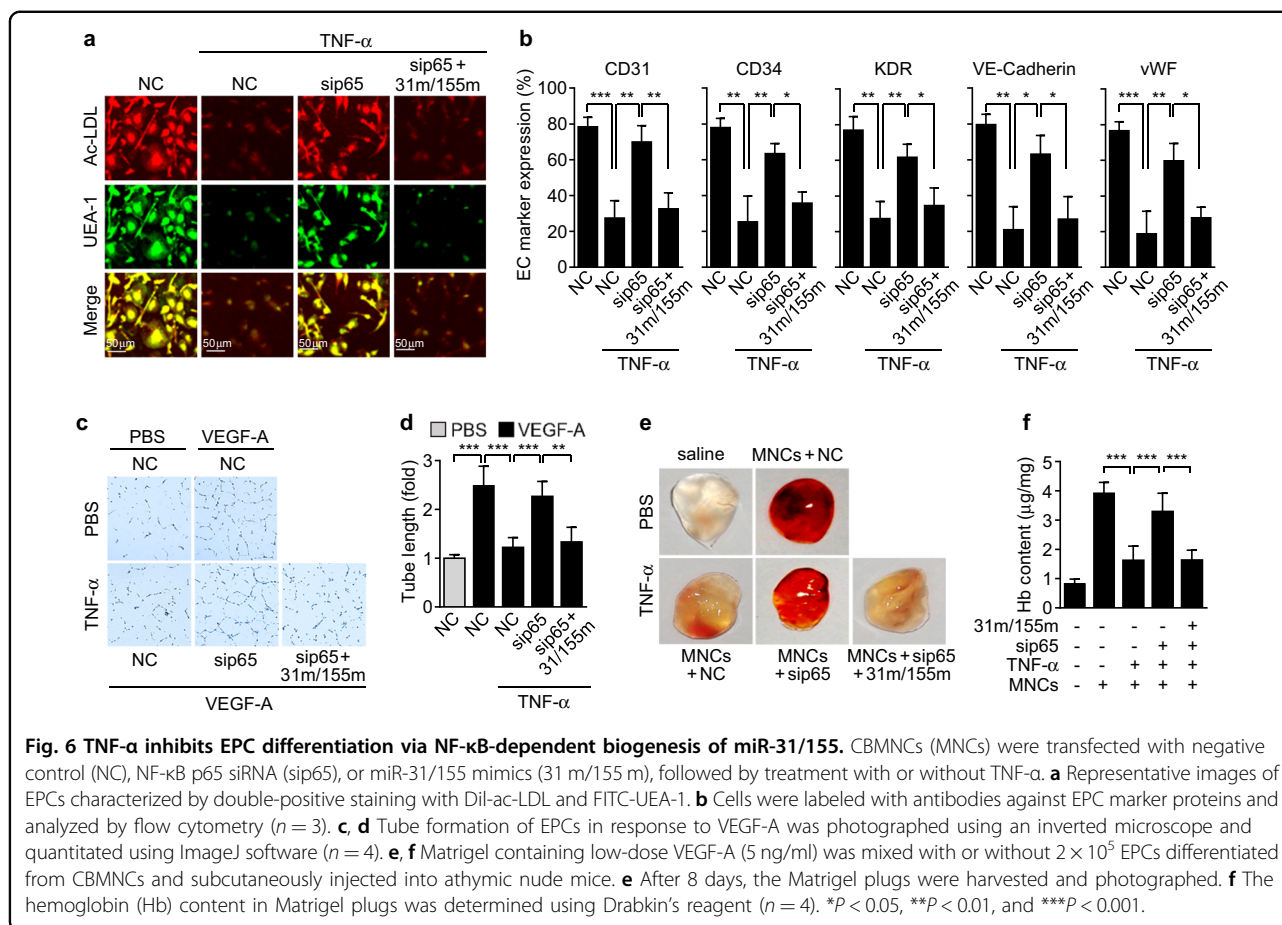 a
TNF-α
NC NC sip65 sip65 + 31m/155m
Ac-LDL
UEA-1
Merge
50μm 50μm 50μm 50μm
b
CD31 CD34 KDR VE-Cadherin vWF
EC marker expression (%)
80
60
40
20
0
*** ** **
** ** *
** ** *
** * *
*** ** *
NC NC sip65 sip65+ 31m/155m
NC NC sip65 sip65+ 31m/155m
NC NC sip65 sip65+ 31m/155m
NC NC sip65 sip65+ 31m/155m
NC NC sip65 sip65+ 31m/155m
TNF-α TNF-α TNF-α TNF-α TNF-α
c
PBS VEGF-A
NC NC
PBS
TNF-α
NC sip65 sip65+ 31m/155m
VEGF-A
d
PBS VEGF-A
*** *** *** **
Tube length (fold)
3
2
1
0
NC NC NC sip65 sip65+ 31/155m
TNF-α
e
saline MNCs + NC
PBS
TNF-α
MNCs + NC MNCs + sip65 MNCs + sip65 + 31m/155m
f
*** *** ***
Hb content (μg/mg)
5
4
3
2
1
0
31m/155m - - - - +
sip65 - - - + +
TNF-α - - + + +
MNCs - + + + +
Fig. 6 TNF-α inhibits EPC differentiation via NF-κB-dependent biogenesis of miR-31/155. CBMNCs (MNCs) were transfected with negative
control (NC), NF-κB p65 siRNA (sip65), or miR-31/155 mimics (31 m/155 m), followed by treatment with or without TNF-α. a Representative images of
EPCs characterized by double-positive staining with Dil-ac-LDL and FITC-UEA-1. b Cells were labeled with antibodies against EPC marker proteins and
analyzed by flow cytometry (n = 3). c, d Tube formation of EPCs in response to VEGF-A was photographed using an inverted microscope and
quantitated using ImageJ software (n = 4). e, f Matrigel containing low-dose VEGF-A (5 ng/ml) was mixed with or without 2 × 10⁵ EPCs differentiated
from CBMNCs and subcutaneously injected into athymic nude mice. e After 8 days, the Matrigel plugs were harvested and photographed. f The
hemoglobin (Hb) content in Matrigel plugs was determined using Drabkin's reagent (n = 4). *P < 0.05, **P < 0.01, and ***P < 0.001.